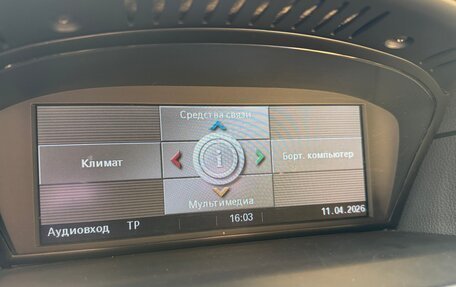 Средства связи
Климат
i
Борт. компьютер
Мультимедиа
Аудиовход TP 16:03 11.04.2026